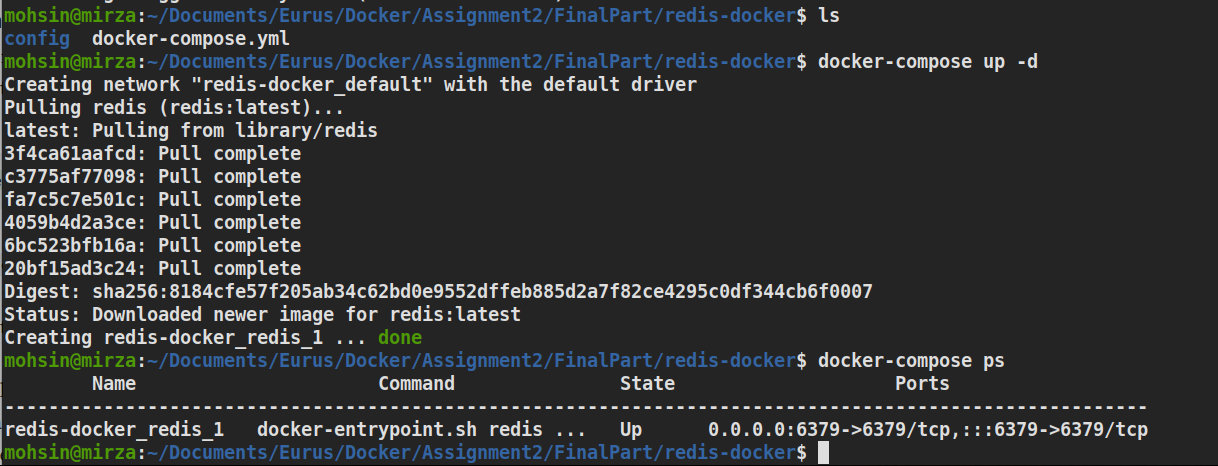 mohsin@mirza:~/Documents/Eurus/Docker/Assignment2/FinalPart/redis-docker$ ls
config  docker-compose.yml
mohsin@mirza:~/Documents/Eurus/Docker/Assignment2/FinalPart/redis-docker$ docker-compose up -d
Creating network "redis-docker_default" with the default driver
Pulling redis (redis:latest)...
latest: Pulling from library/redis
3f4ca61aafcd: Pull complete
c3775af77098: Pull complete
fa7c5c7e501c: Pull complete
4059b4d2a3ce: Pull complete
6bc523bfb16a: Pull complete
20bf15ad3c24: Pull complete
Digest: sha256:8184cfe57f205ab34c62bd0e9552dffeb885d2a7f82ce4295c0df344cb6f0007
Status: Downloaded newer image for redis:latest
Creating redis-docker_redis_1 ... done
mohsin@mirza:~/Documents/Eurus/Docker/Assignment2/FinalPart/redis-docker$ docker-compose ps
        Name                      Command               State                    Ports
--------------------------------------------------------------------------------------------------------
redis-docker_redis_1   docker-entrypoint.sh redis ...   Up      0.0.0.0:6379->6379/tcp,:::6379->6379/tcp
mohsin@mirza:~/Documents/Eurus/Docker/Assignment2/FinalPart/redis-docker$